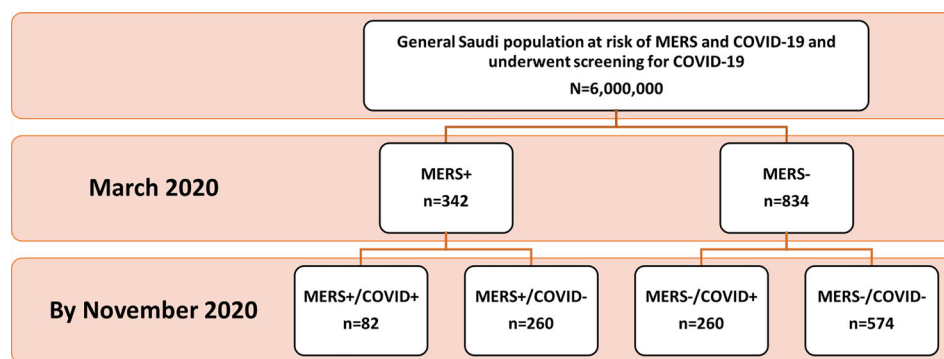 General Saudi population at risk of MERS and COVID-19 and
underwent screening for COVID-19
N=6,000,000
March 2020
MERS+
n=342
MERS-
n=834
By November 2020
MERS+/COVID+
n=82
MERS+/COVID-
n=260
MERS-/COVID+
n=260
MERS-/COVID-
n=574